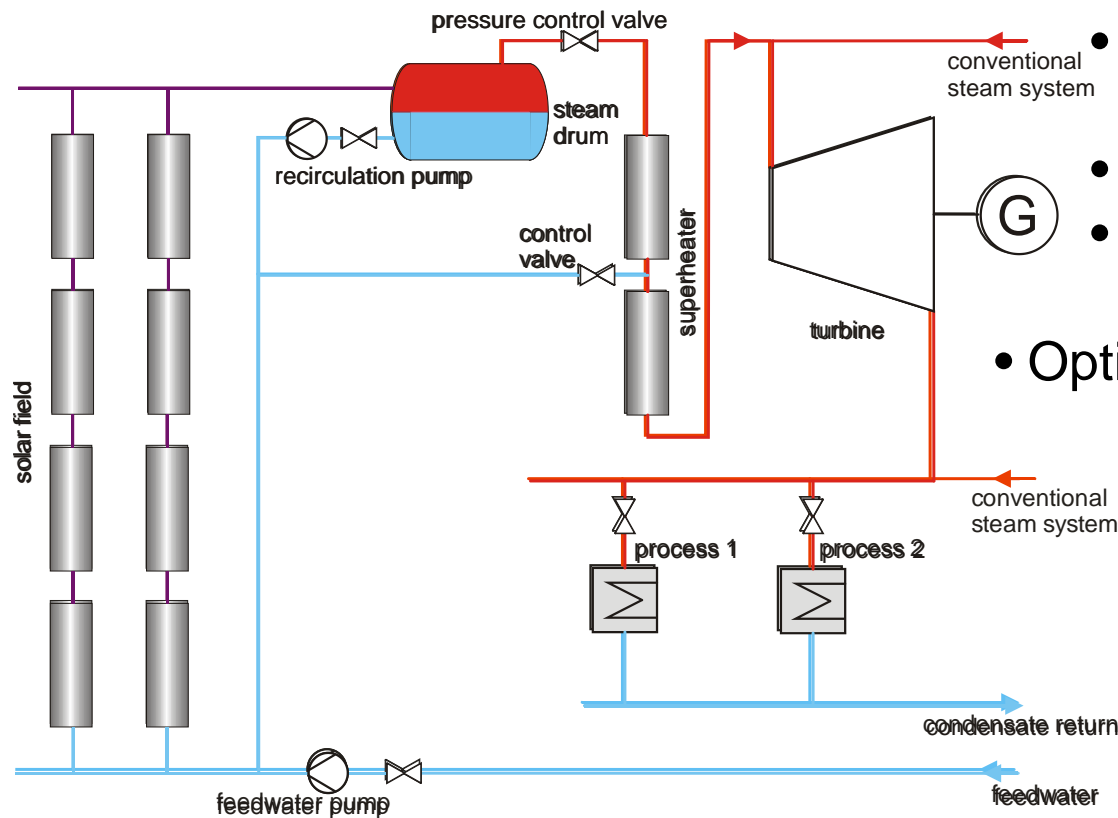 pressure control valve
conventional
steam system
steam
drum
recirculation pump
control
valve
superheater
G
turbine
• Opti
solar field
conventional
steam system
process 1
process 2
condensate return
feedwater pump
feedwater